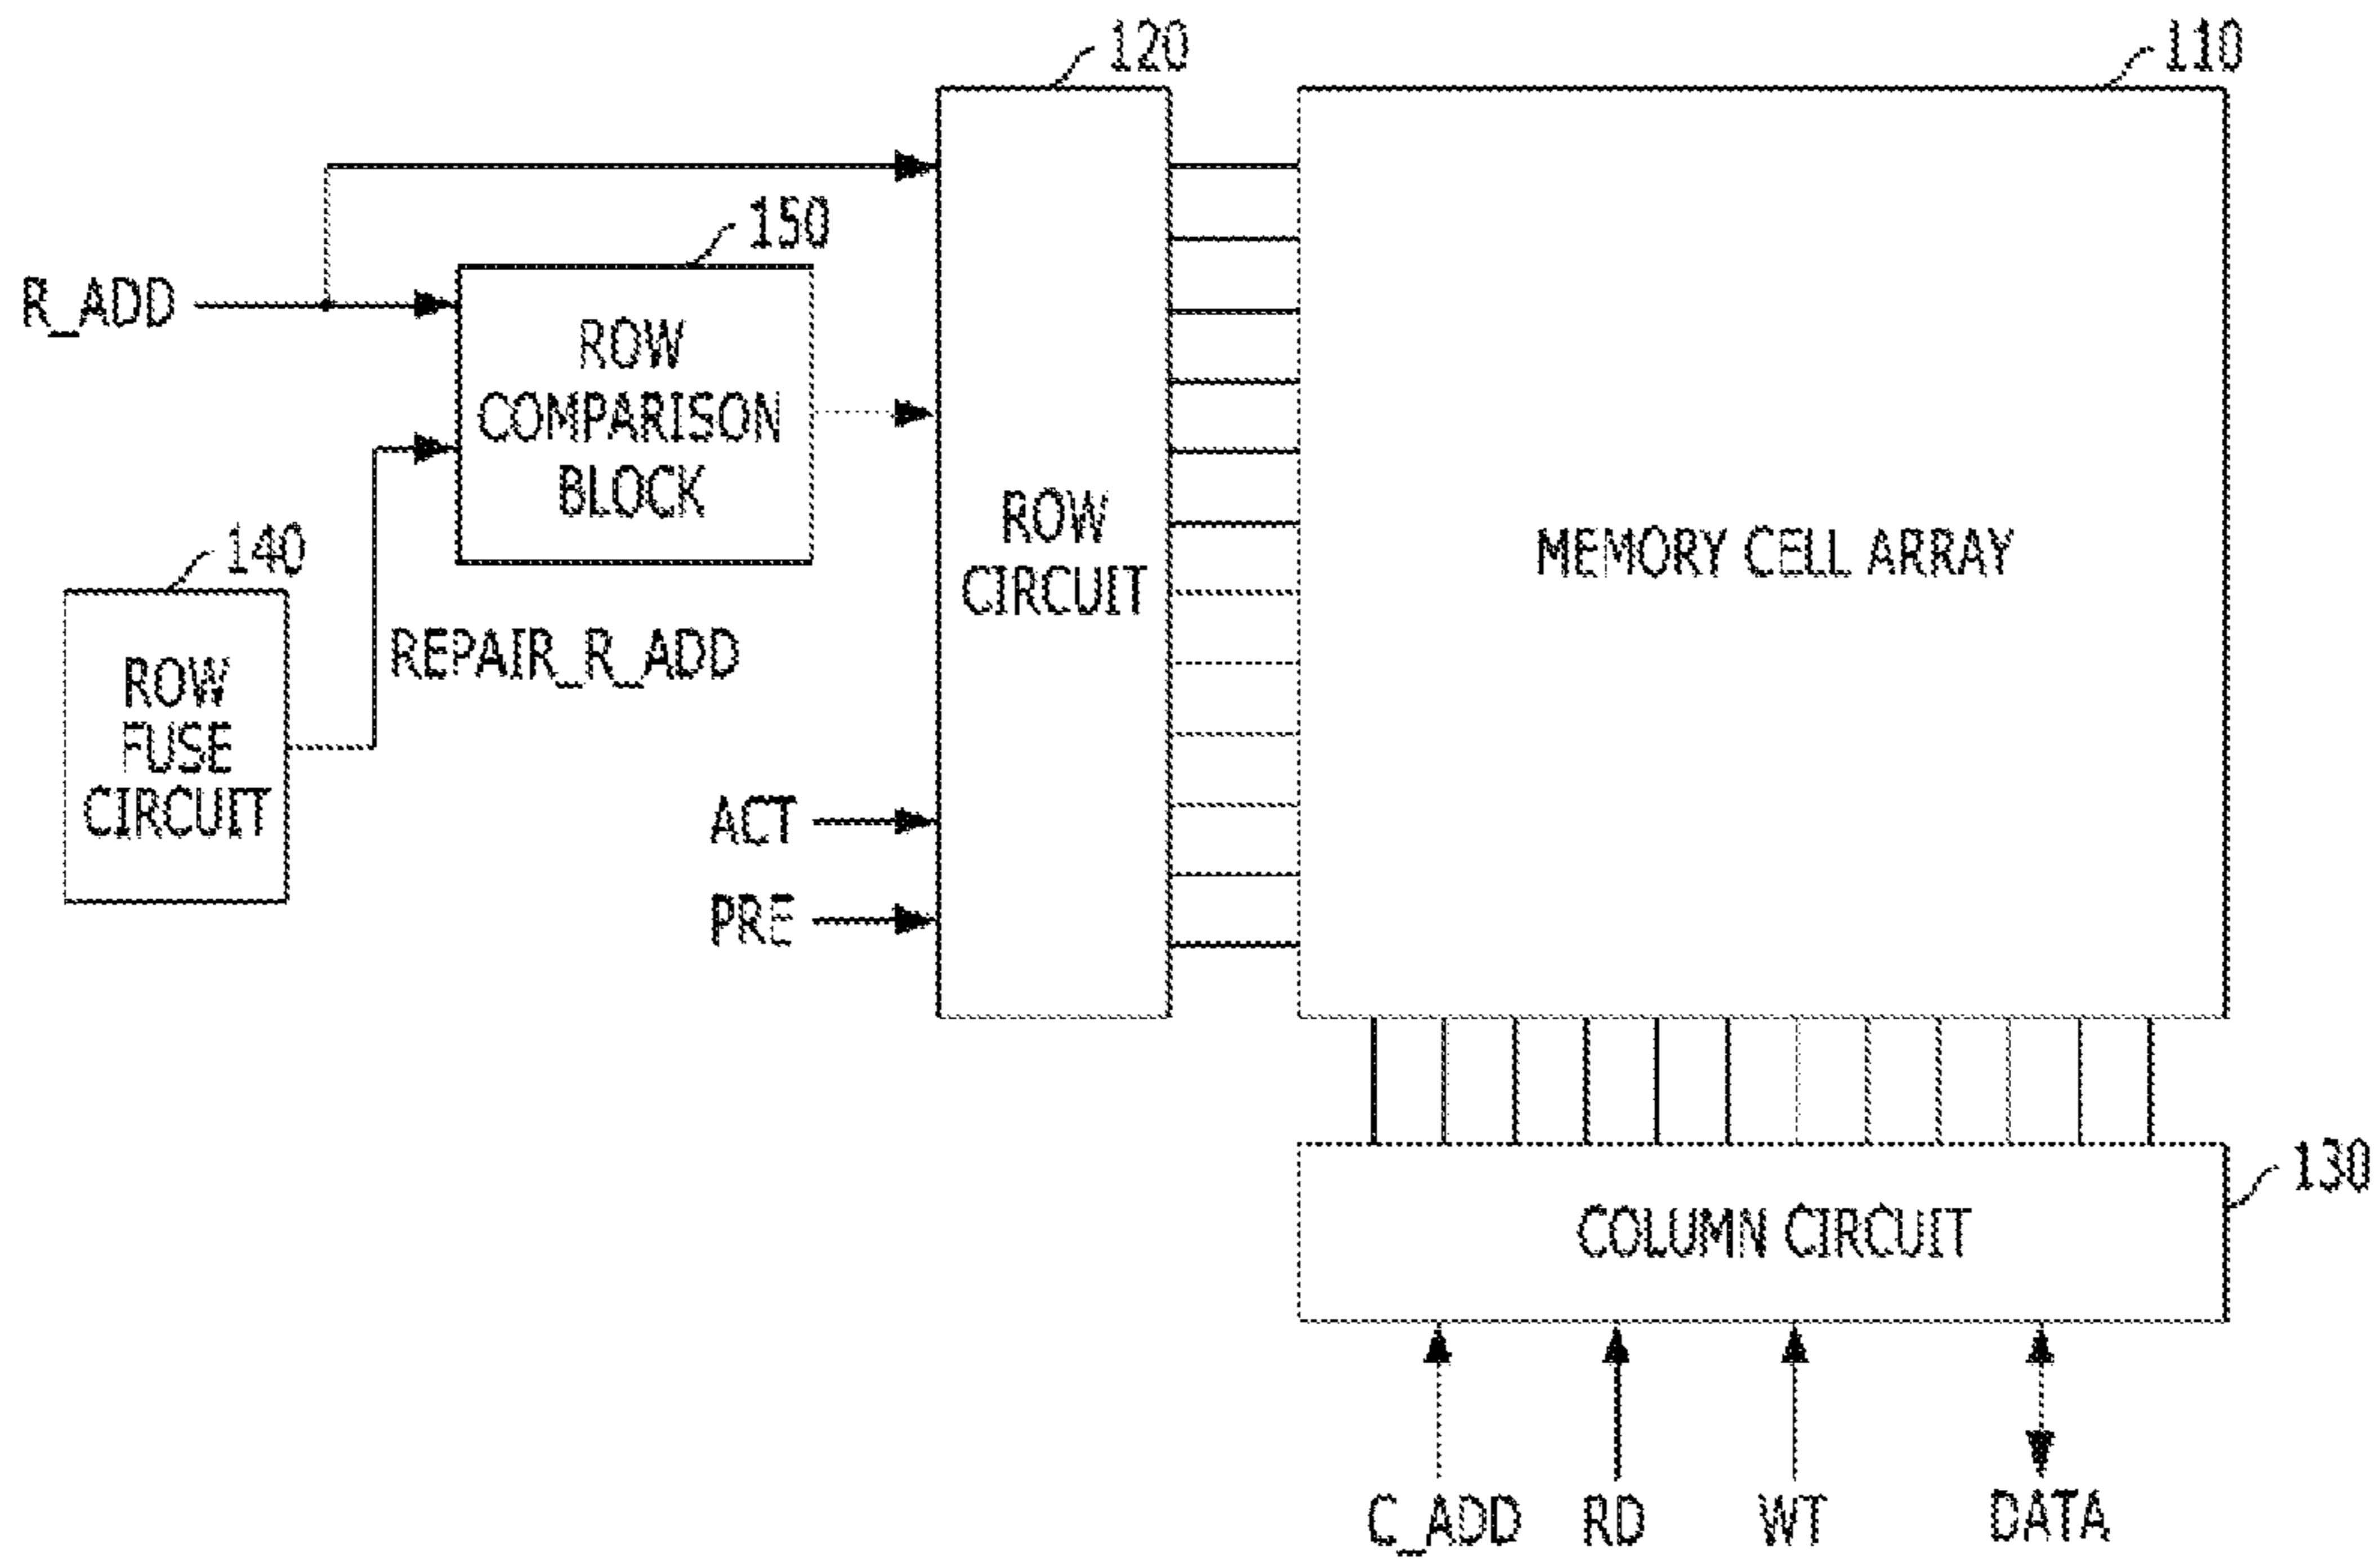 120
110
150
R_ADD
ROW
COMPARISON
BLOCK
140
ROW
CIRCUIT
MEMORY CELL ARRAY
REPAIR_R_ADD
ROW
FUSE
CIRCUIT
ACT
PRE
130
COLUMN CIRCUIT
C_ADD
RD
WT
DATA